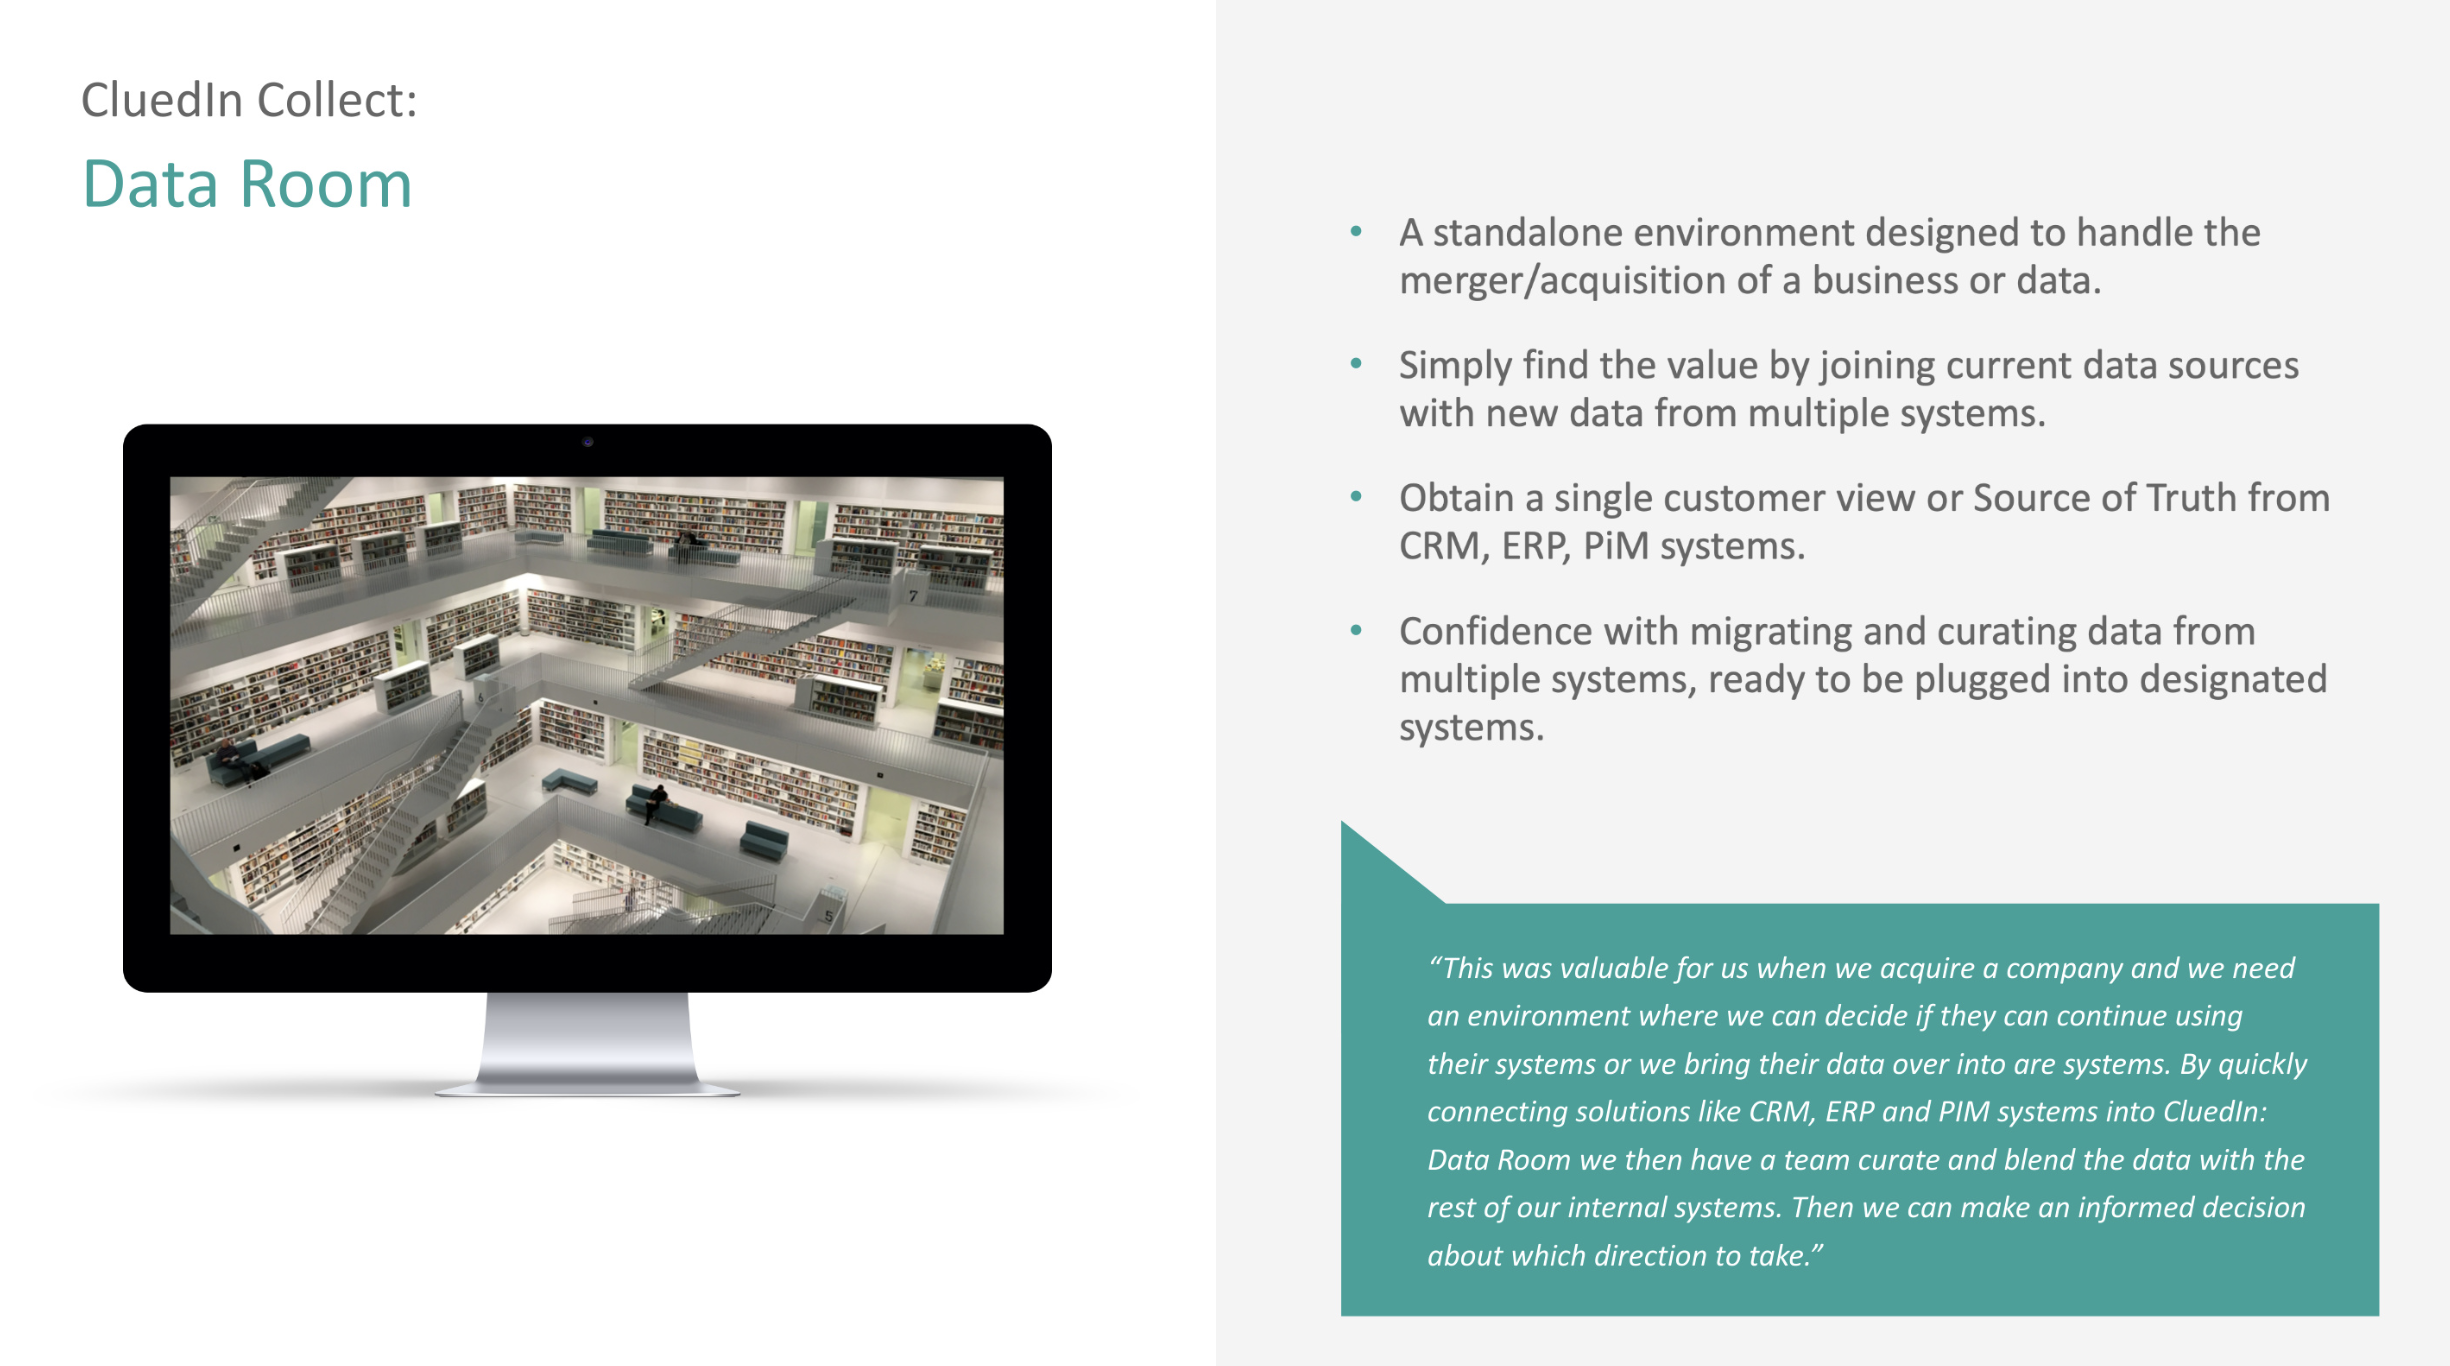 CluedIn Collect:
Data Room
• A standalone environment designed to handle the
merger/acquisition of a business or data.
• Simply find the value by joining current data sources
with new data from multiple systems.
• Obtain a single customer view or Source of Truth from
CRM, ERP, PiM systems.
• Confidence with migrating and curating data from
multiple systems, ready to be plugged into designated
systems.
7
6
5
“This was valuable for us when we acquire a company and we need
an environment where we can decide if they can continue using
their systems or we bring their data over into are systems. By quickly
connecting solutions like CRM, ERP and PIM systems into CluedIn:
Data Room we then have a team curate and blend the data with the
rest of our internal systems. Then we can make an informed decision
about which direction to take.”